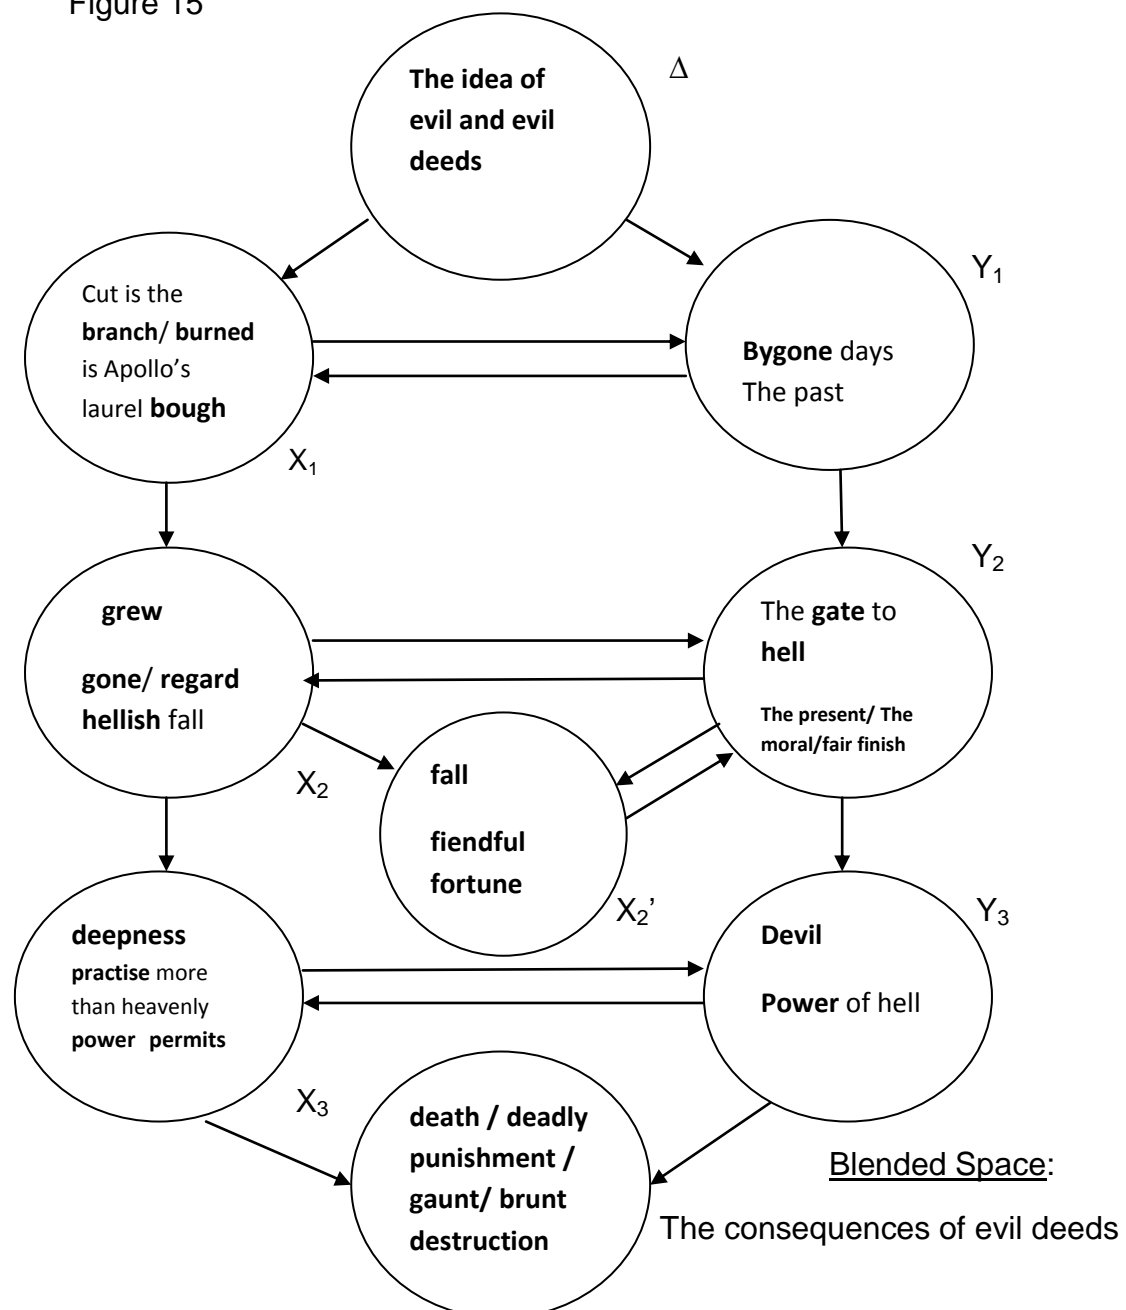 Figure 15
The idea of
evil and evil
deeds
Δ
Cut is the
branch/ burned
is Apollo's
laurel bough
X₁
Bygone days
The past
Y₁
grew
gone/ regard
hellish fall
X₂
The gate to
hell
The present/ The
moral/fair finish
Y₂
fall
fiendful
fortune
X₂’
deepness
practise more
than heavenly
power permits
X₃
Devil
Power of hell
Y₃
death / deadly
punishment /
gaunt/ brunt
destruction
Blended Space:
The consequences of evil deeds